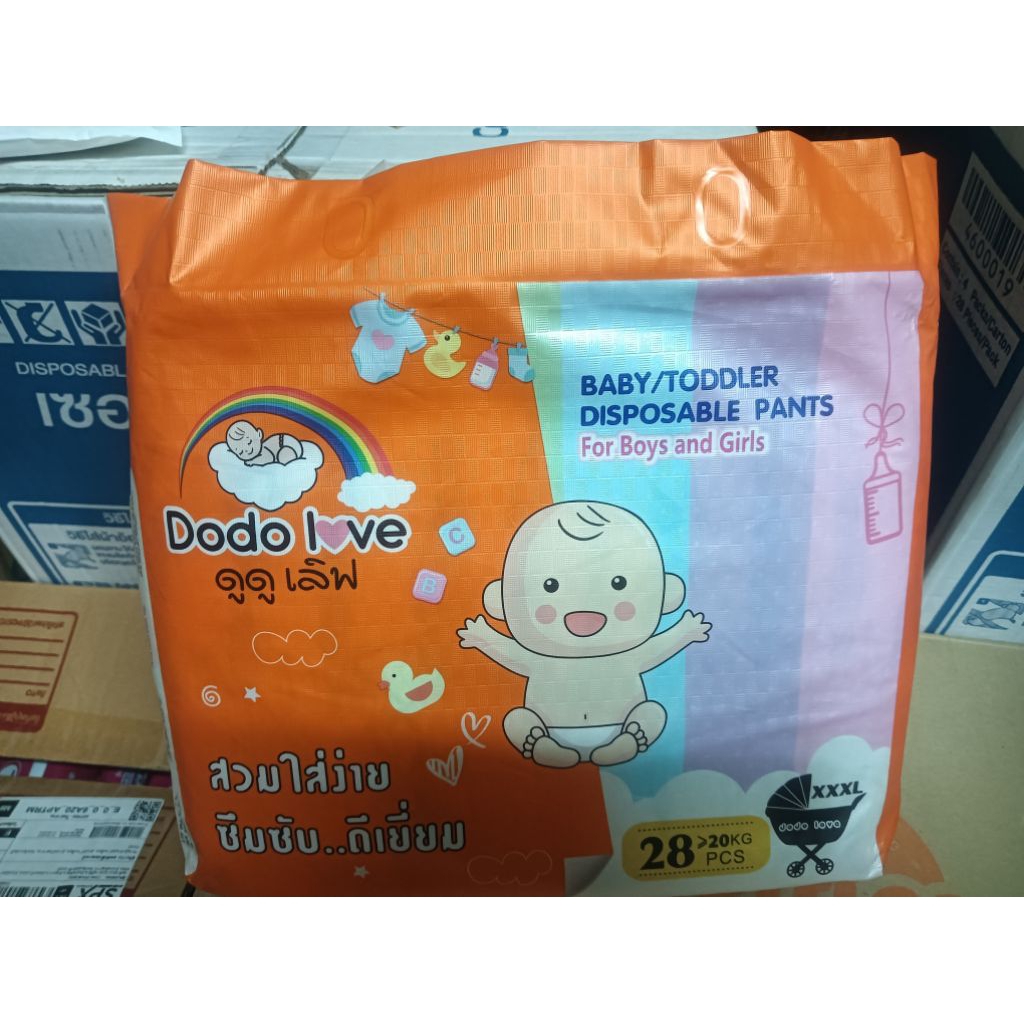 DISPOSABL
BABY/TODDLER
DISPOSABLE PANTS
For Boys and Girls
Dodo love
ดูดู เลิฟ
C
B
สวมใส่ง่าย
ซึมซับ..ดีเยี่ยม
28 >20KG
PCS
XXXL
dodo love
4600019
SPX